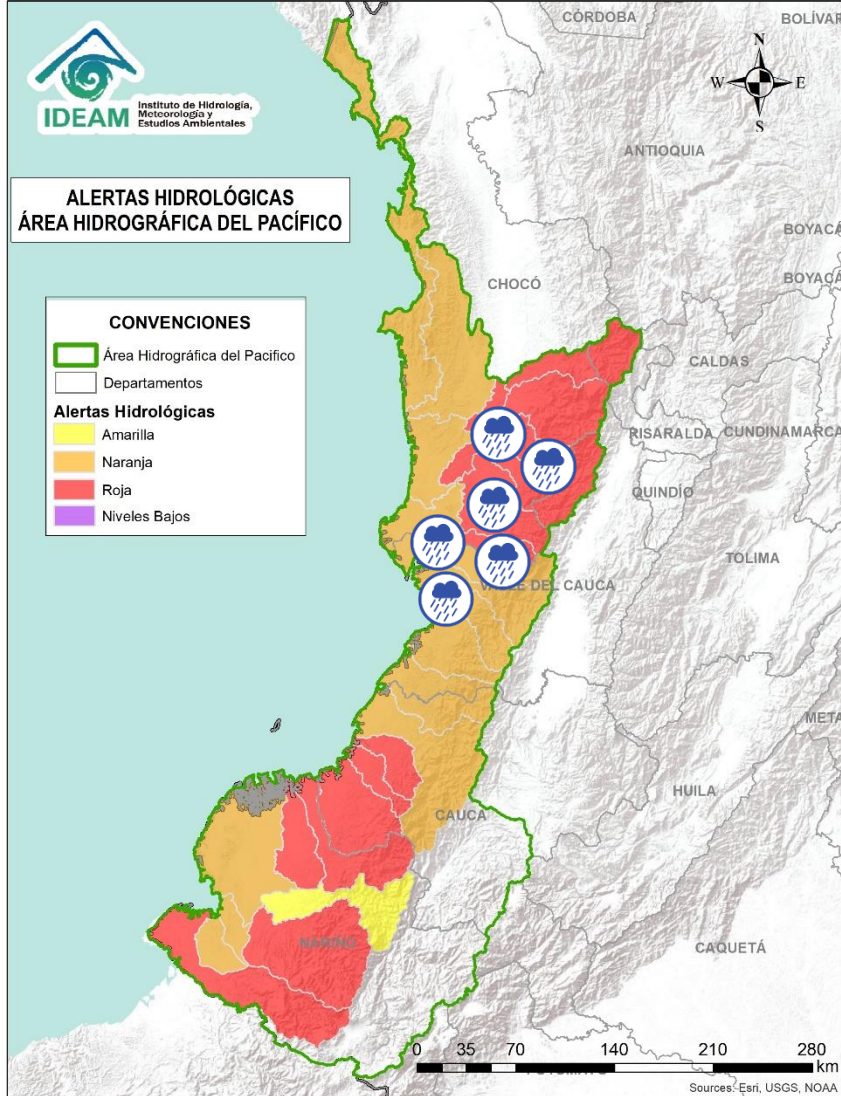 CÓRDOBA
BOLÍVAR
N
W
E
S
IDEAM
Instituto de Hidrología,
Meteorología y
Estudios Ambientales
ANTIOQUIA
ALERTAS HIDROLÓGICAS
ÁREA HIDROGRÁFICA DEL PACÍFICO
BOYACÁ
BOYACÁ
CHOCÓ
CONVENCIONES
Área Hidrográfica del Pacifico
Departamentos
Alertas Hidrológicas
Amarilla
Naranja
Roja
Niveles Bajos
CALDAS
RISARALDA
CUNDINAMARCA
QUINDÍO
TOLIMA
VALLE DEL CAUCA
META
HUILA
CAUCA
NARIÑO
CAQUETÁ
0 35 70 140 210 280
km
Sources: Esri, USGS, NOAA